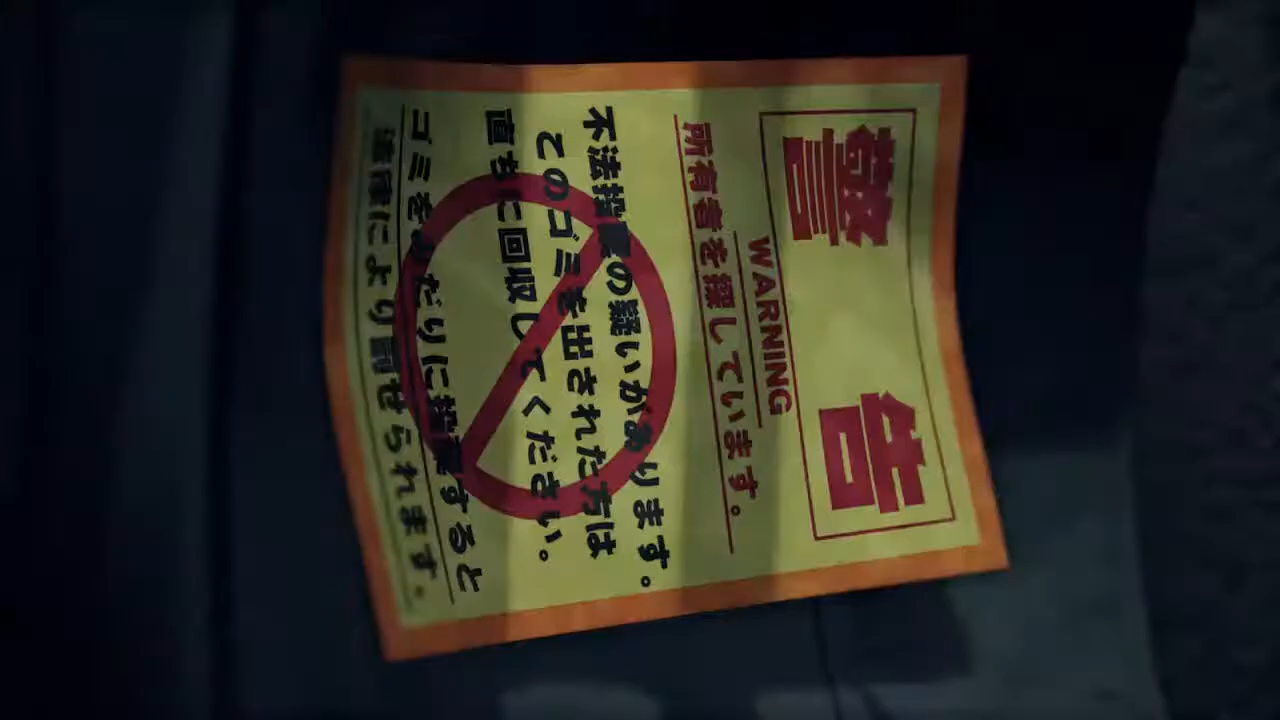 警告
WARNING
所有者を探しています。
不法投棄の疑いがあります。
このゴミを出された方は
直ちに回収してください。
ゴミをみだりに投棄すると
法律により罰せられます。